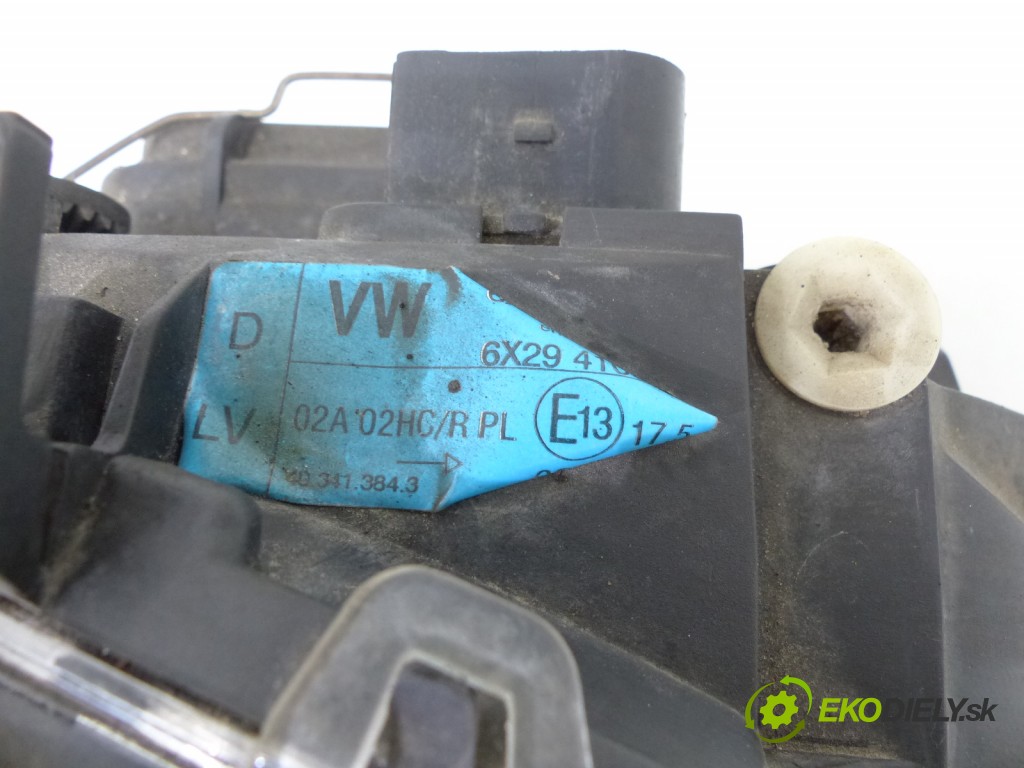 D
VW
6X29 41
LV
02A 02HC/R PL
E13
17.5
40.341.384.3
EKODIELY.sk